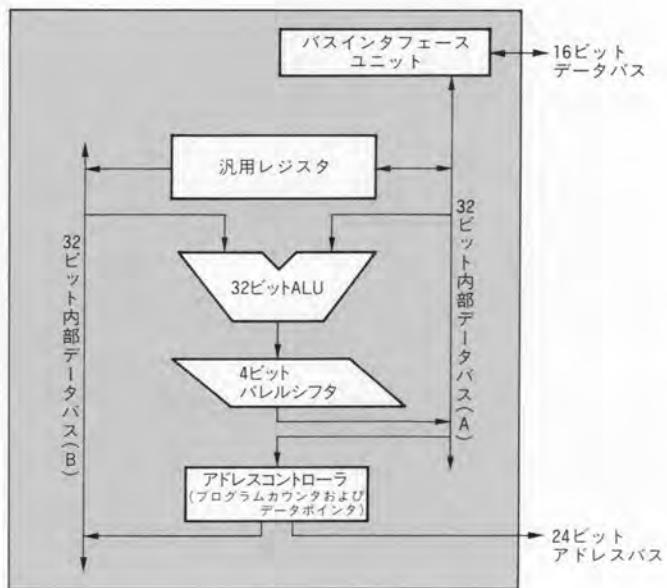 バスインタフェース
ユニット
16ビット
データバス
汎用レジスタ
32ビット内部データバス(B)
32ビット内部データバス(A)
32ビットALU
4ビット
バレルシフタ
アドレスコントローラ
(プログラムカウンタおよび
データポインタ)
24ビット
アドレスバス